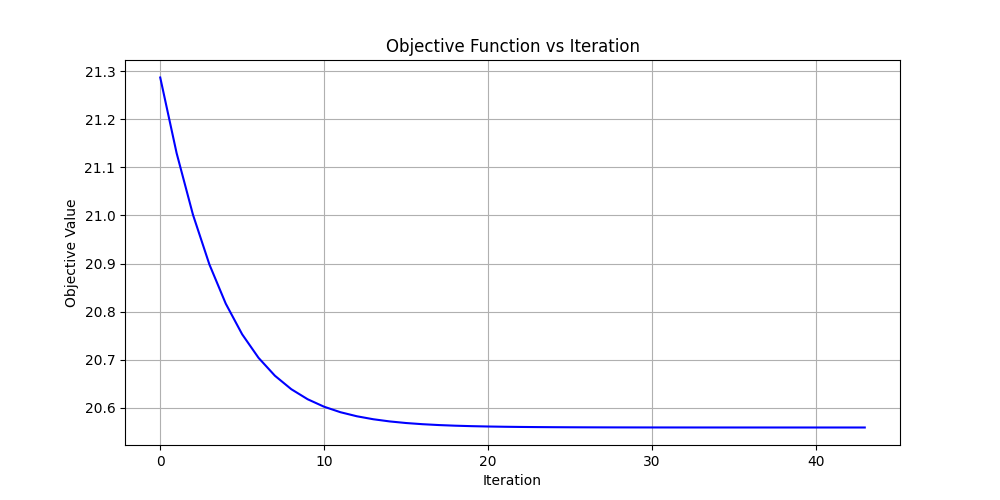 Objective Function vs Iteration
21.3
21.2
21.1
21.0
20.9
20.8
20.7
20.6
Objective Value
0 10 20 30 40
Iteration